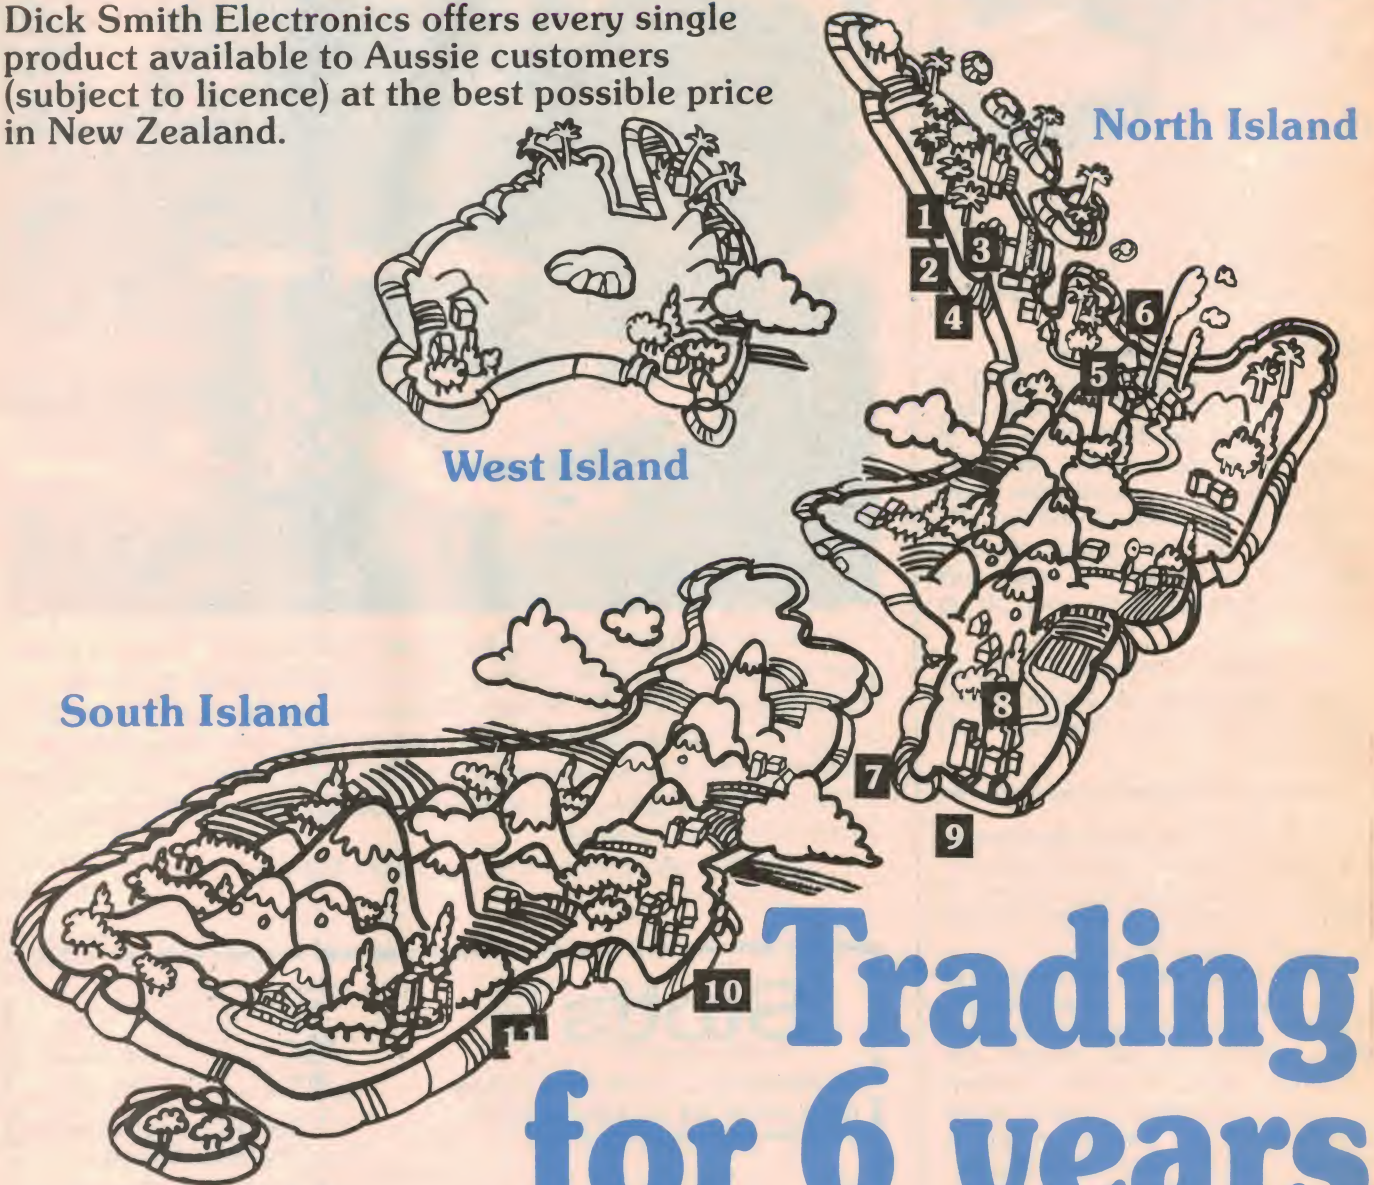 Dick Smith Electronics offers every single
product available to Aussie customers
(subject to licence) at the best possible price
in New Zealand.
North Island
1
2
3
4
6
5
West Island
South Island
8
7
9
10
11
Trading
for 6 years